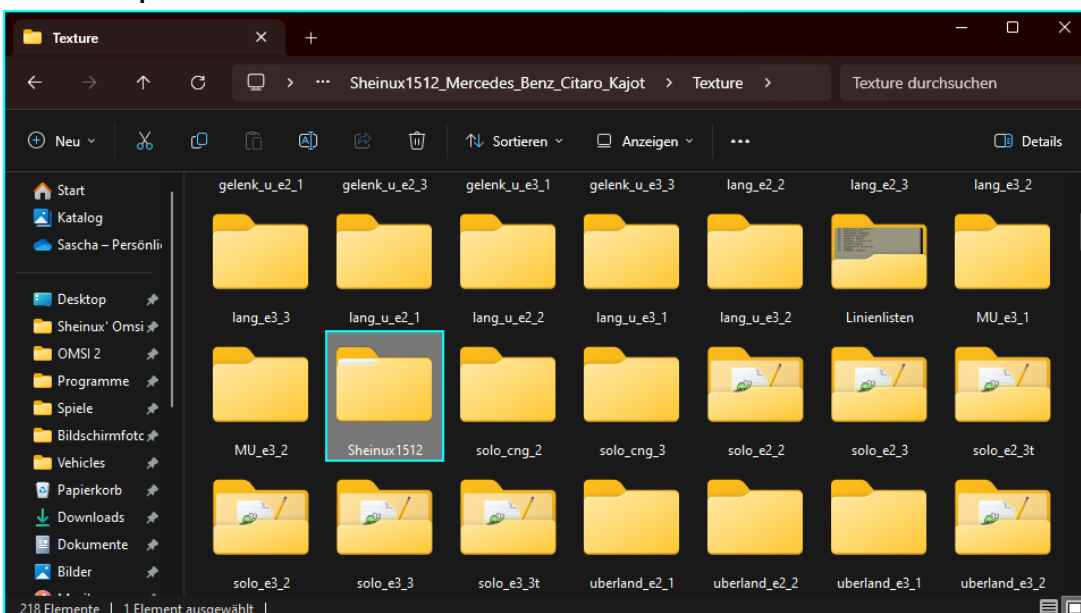 Texture
Sheinux1512_Mercedes_Benz_Citaro_Kajot > Texture >
Texture durchsuchen
Neu
Sortieren
Anzeigen
Details
Start
Katalog
Sascha – Persönli
Desktop
Sheinux' Omsi
OMSI 2
Programme
Spiele
Bildschirmfotc
Vehicles
Papierkorb
Downloads
Dokumente
Bilder
gelenk_u_e2_1 gelenk_u_e2_3 gelenk_u_e3_1 gelenk_u_e3_3 lang_e2_2 lang_e2_3 lang_e3_2
lang_e3_3 lang_u_e2_1 lang_u_e2_2 lang_u_e3_1 lang_u_e3_2 Linienlisten MU_e3_1
MU_e3_2 Sheinux1512 solo_cng_2 solo_cng_3 solo_e2_2 solo_e2_3 solo_e2_3t
solo_e3_2 solo_e3_3 solo_e3_3t uberland_e2_1 uberland_e2_2 uberland_e3_1 uberland_e3_2
218 Elemente | 1 Element ausgewählt |